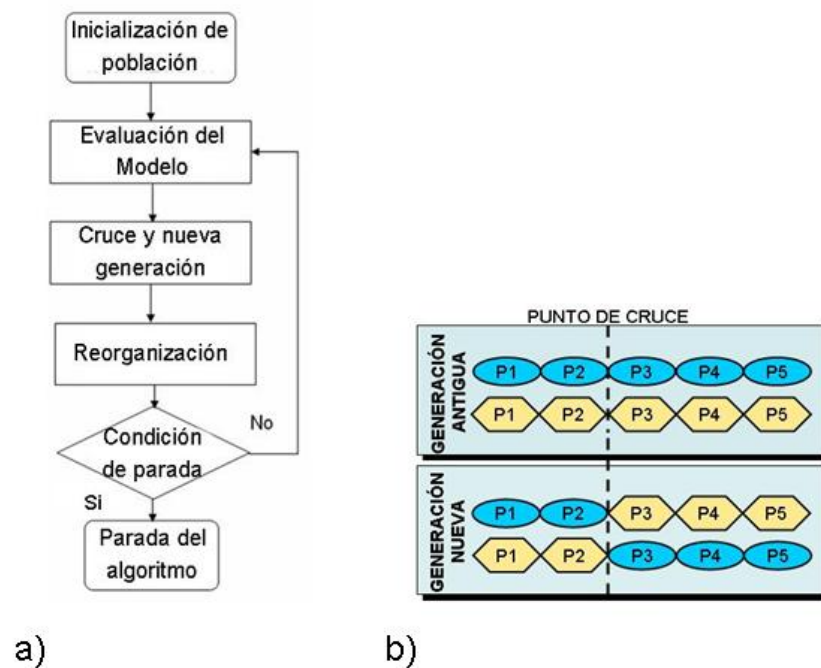 Inicialización de
población
Evaluación del
Modelo
Cruce y nueva
generación
Reorganización
Condición
de parada
No
Si
Parada del
algoritmo
a)
PUNTO DE CRUCE
GENERACIÓN
ANTIGUA
P1 P2 P3 P4 P5
P1 P2 P3 P4 P5
GENERACIÓN
NUEVA
P1 P2 P3 P4 P5
P1 P2 P3 P4 P5
b)